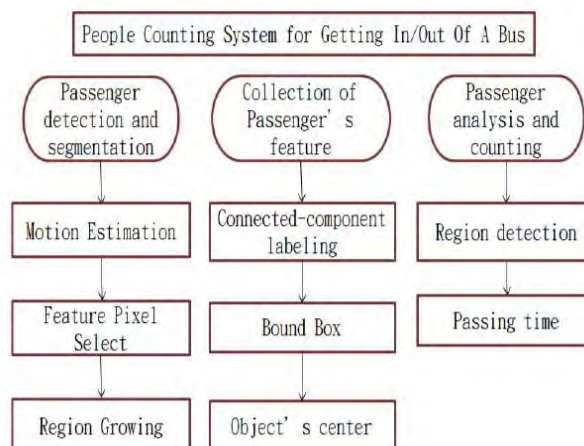 People Counting System for Getting In/Out Of A Bus
Passenger
detection and
segmentation
Collection of
Passenger's
feature
Passenger
analysis and
counting
Motion Estimation
Connected-component
labeling
Region detection
Feature Pixel
Select
Bound Box
Passing time
Region Growing
Object's center